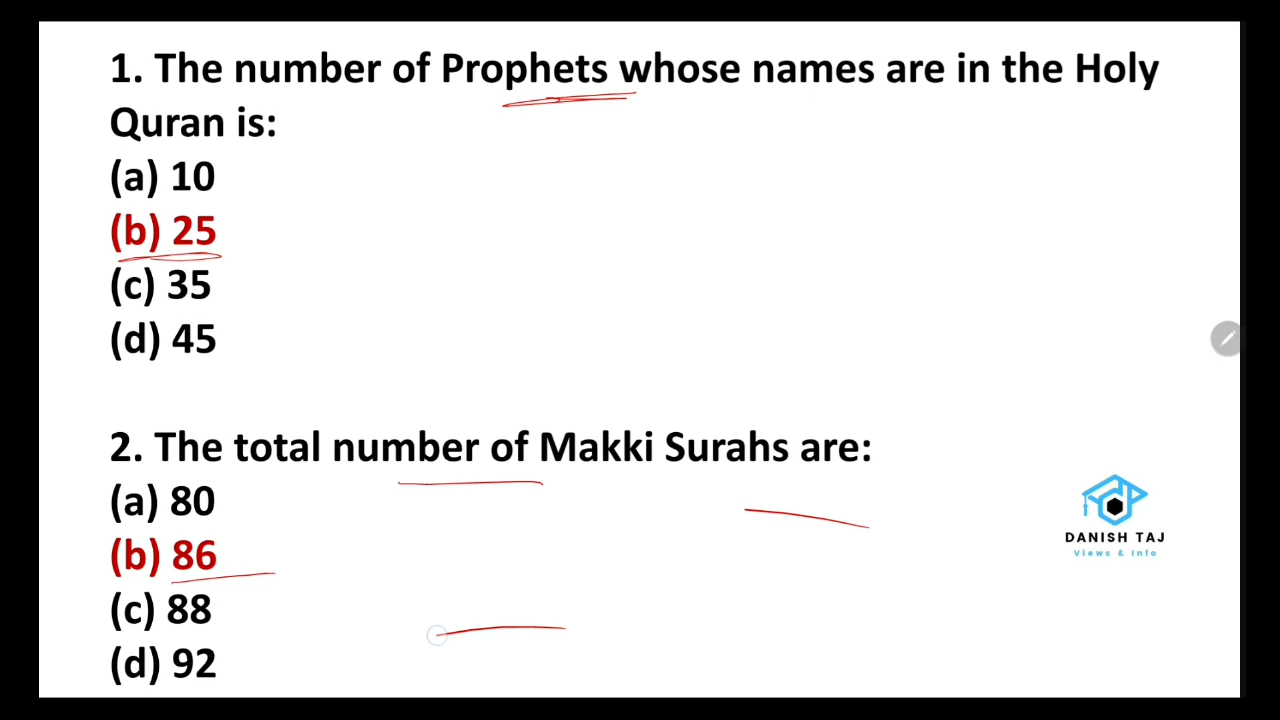 1. The number of Prophets whose names are in the Holy
Quran is:
(a) 10
(b) 25
(c) 35
(d) 45
2. The total number of Makki Surahs are:
(a) 80
(b) 86
(c) 88
(d) 92
DANISH TAJ
Views & Info